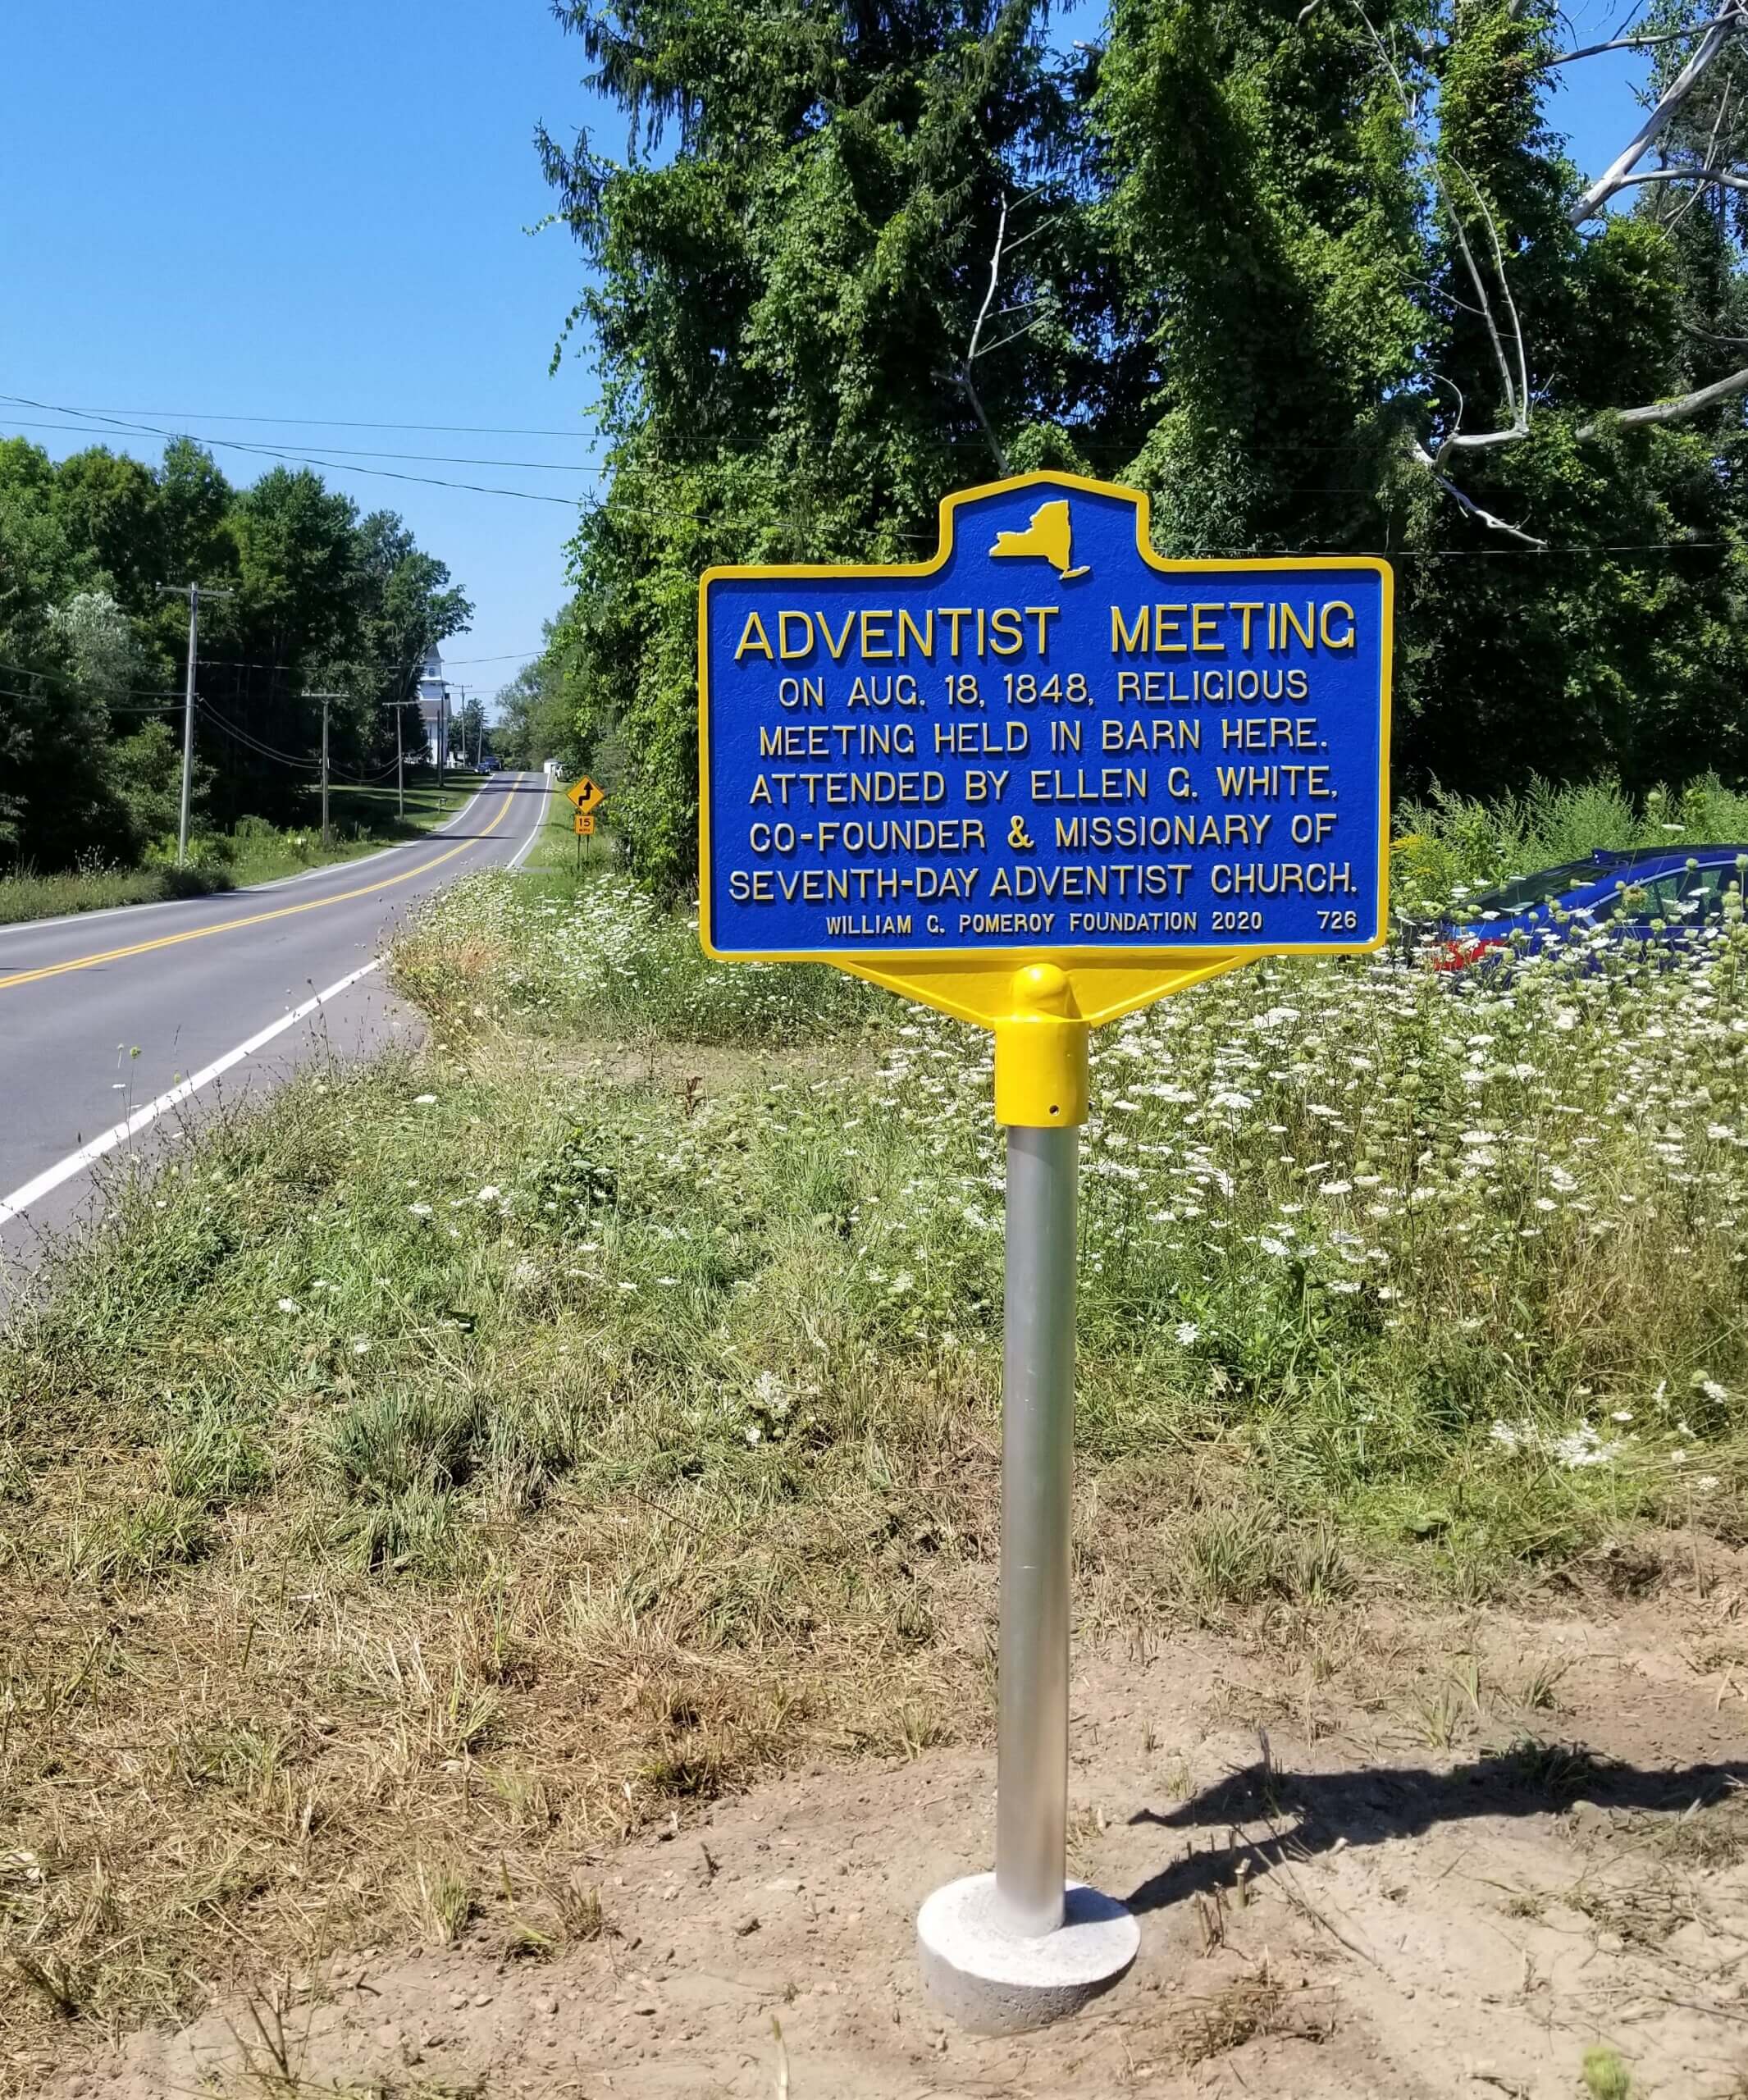 ADVENTIST MEETING
ON AUG. 18, 1848, RELIGIOUS
MEETING HELD IN BARN HERE.
ATTENDED BY ELLEN G. WHITE,
CO-FOUNDER & MISSIONARY OF
SEVENTH-DAY ADVENTIST CHURCH.
WILLIAM G. POMEROY FOUNDATION 2020 726
15